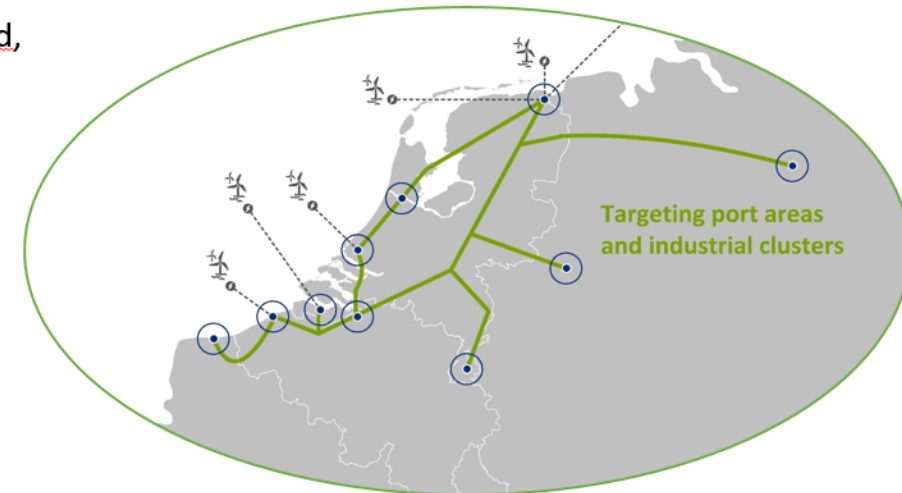 d,
Targeting port areas
and industrial clusters